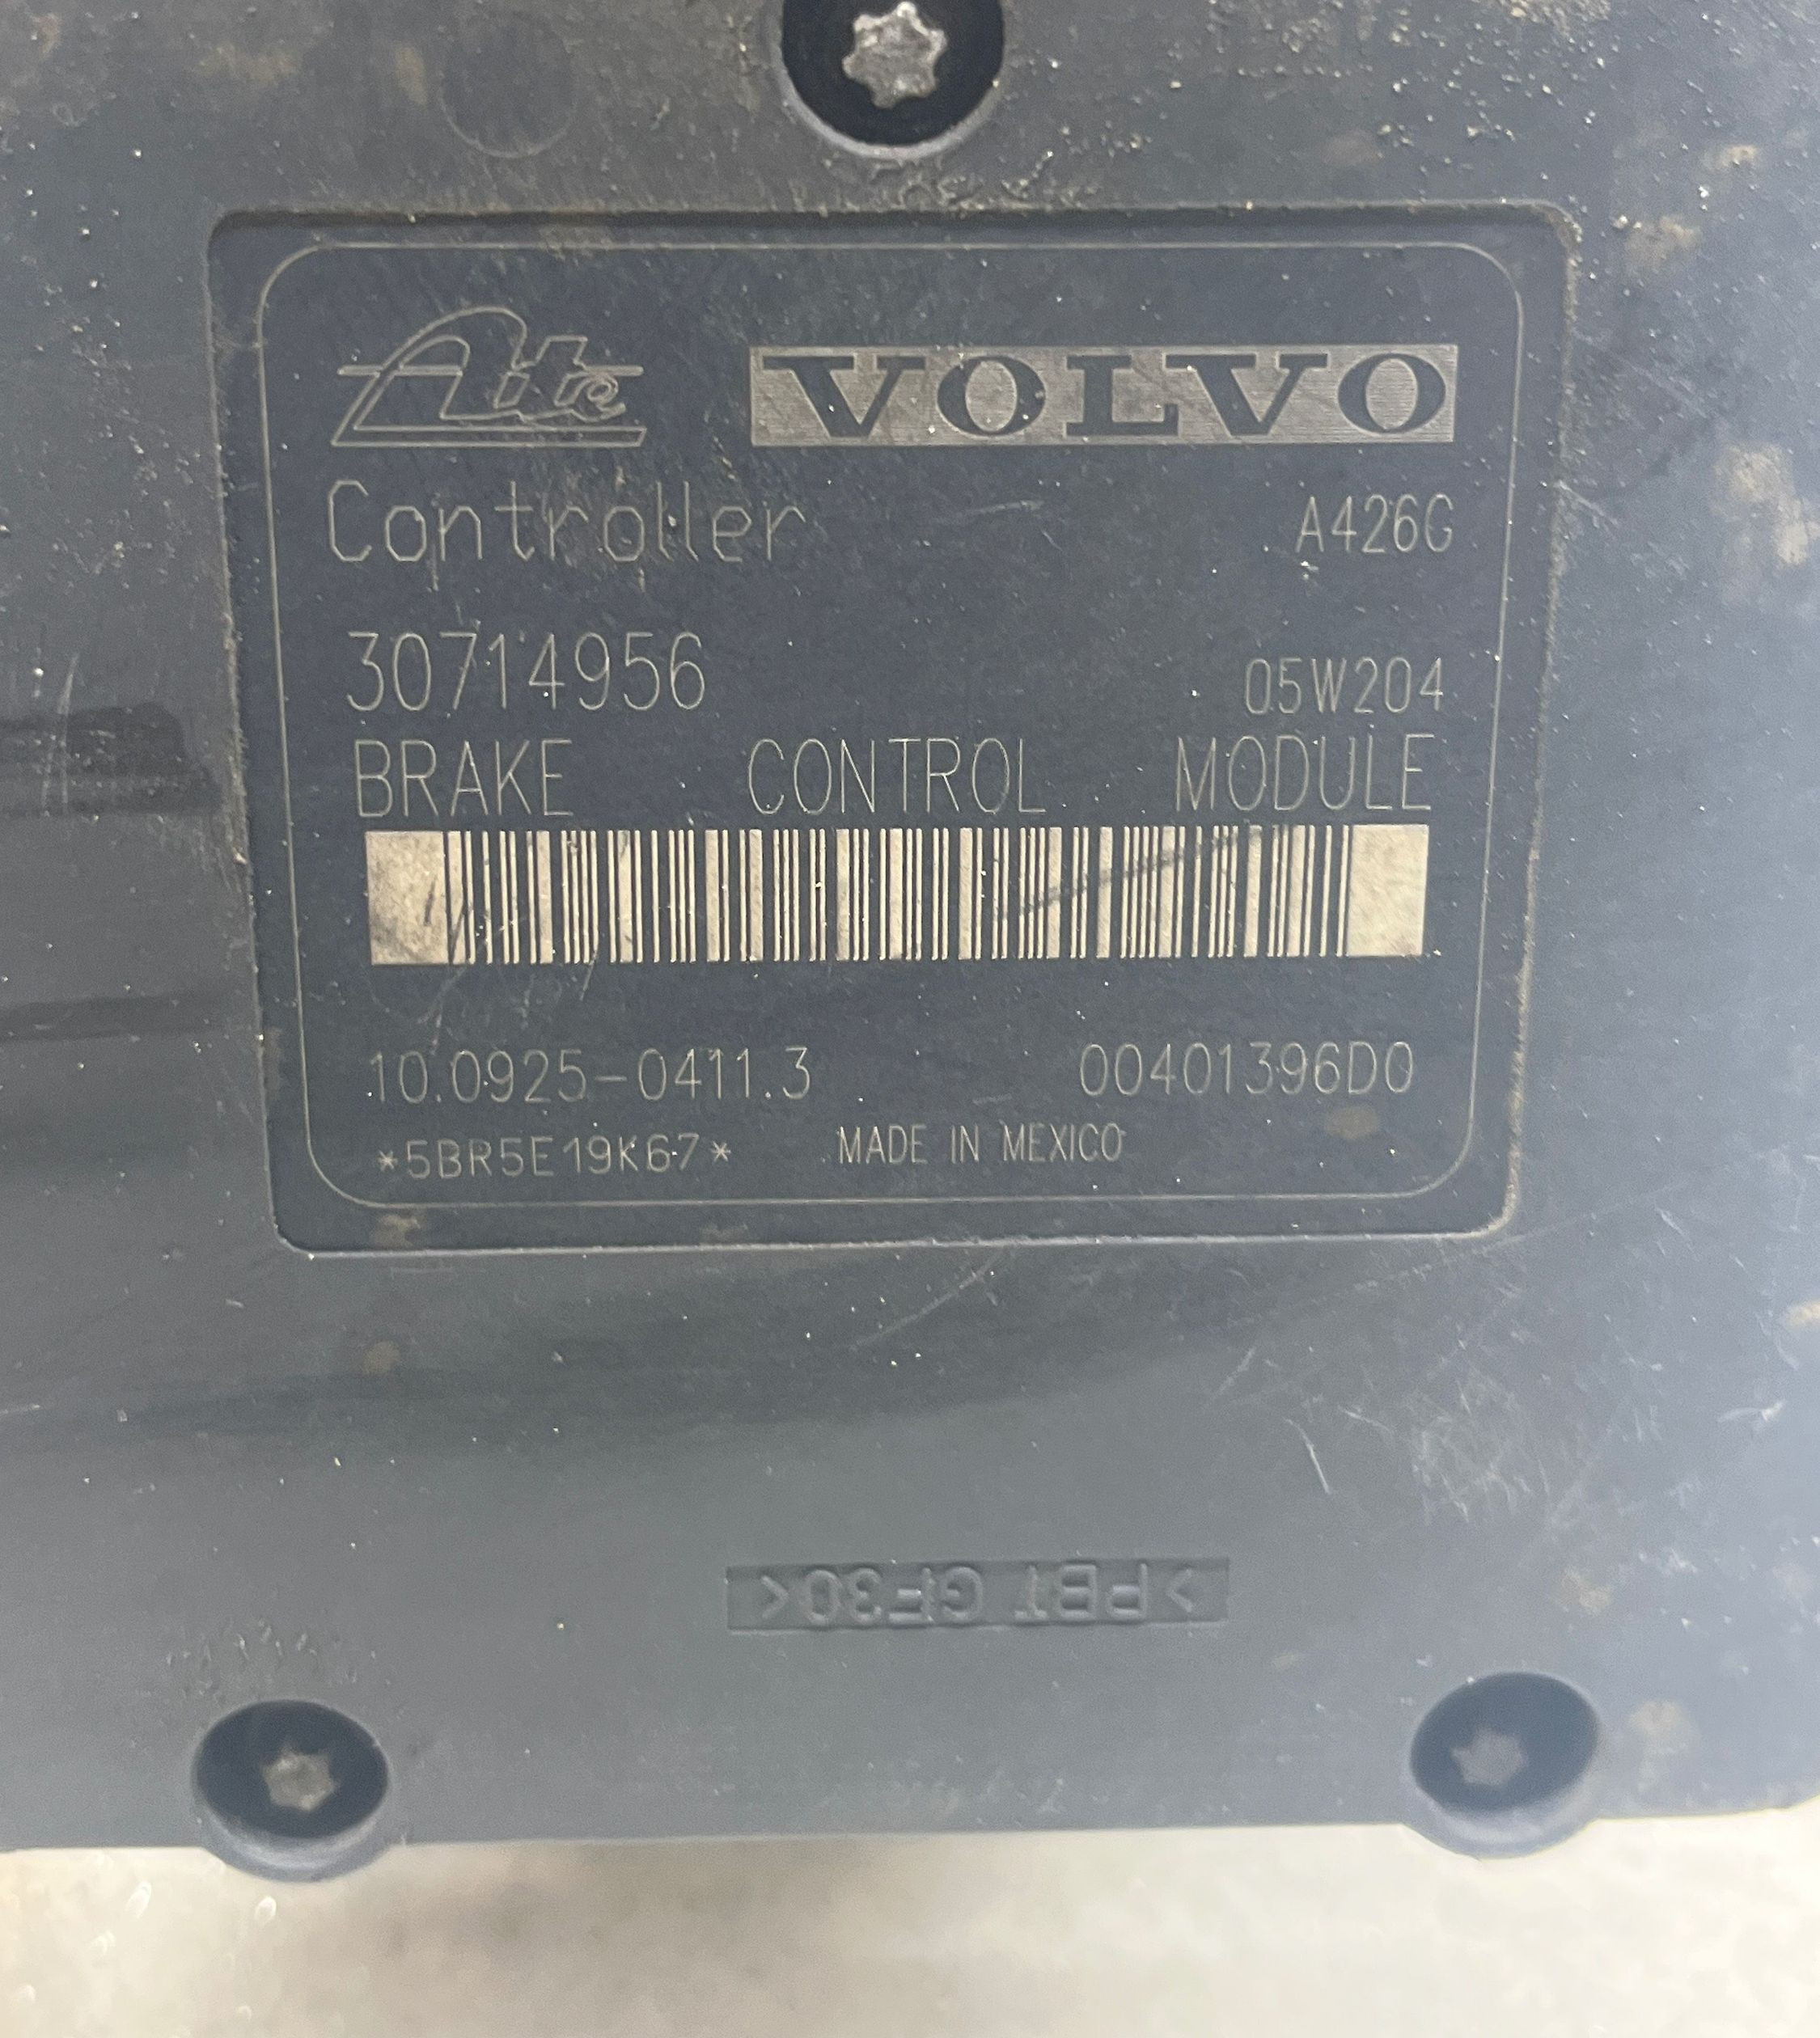 Ate VOLVO
Controller A426G
30714956 05W204
BRAKE CONTROL MODULE
10.0925-0411.3 00401396D0
*5BR5E19K67* MADE IN MEXICO
>PBT GF30<